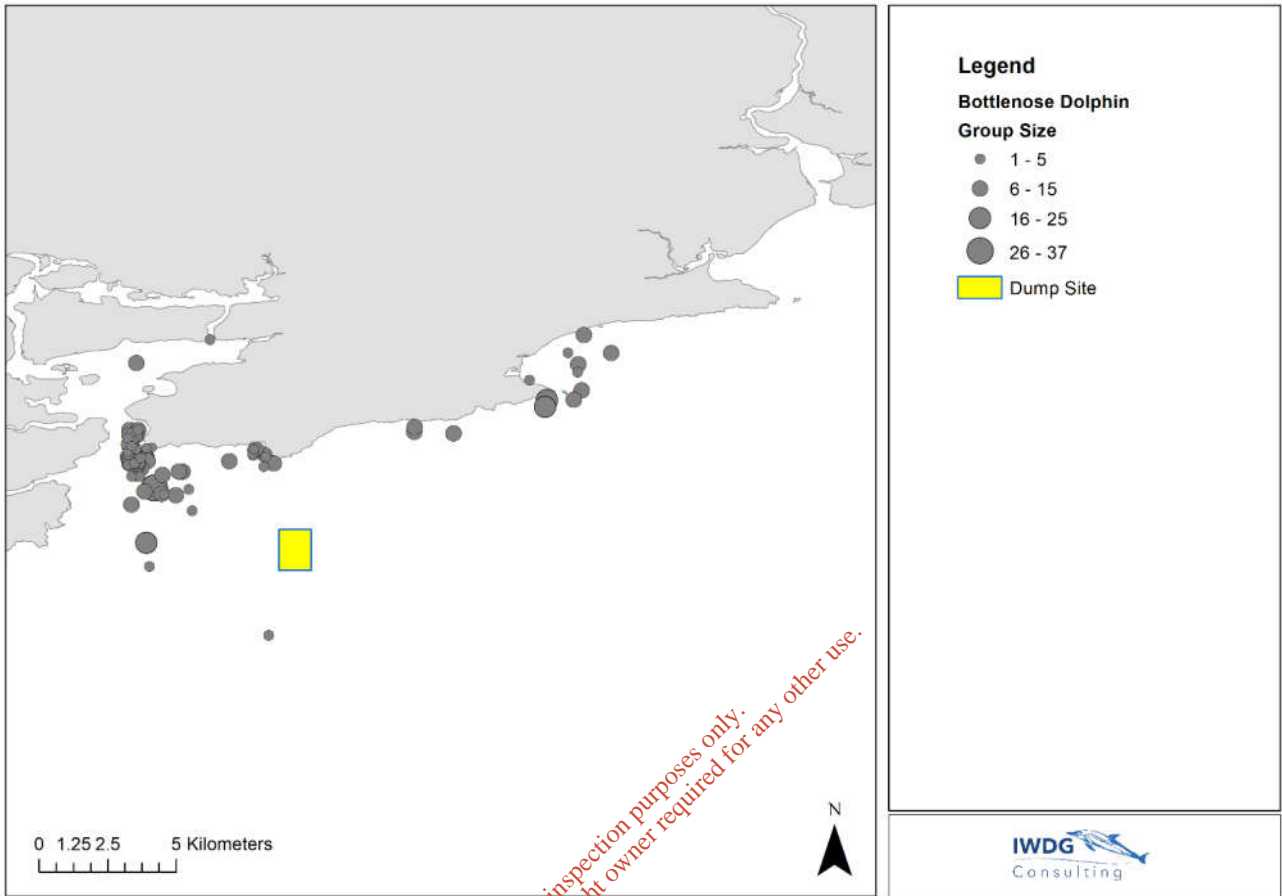 Legend
Bottlenose Dolphin
Group Size
1 - 5
6 - 15
16 - 25
26 - 37
Dump Site
inspection purposes only.
owner required for any other use.
N
0 1.25 2.5 5 Kilometers
IWDG
Consulting